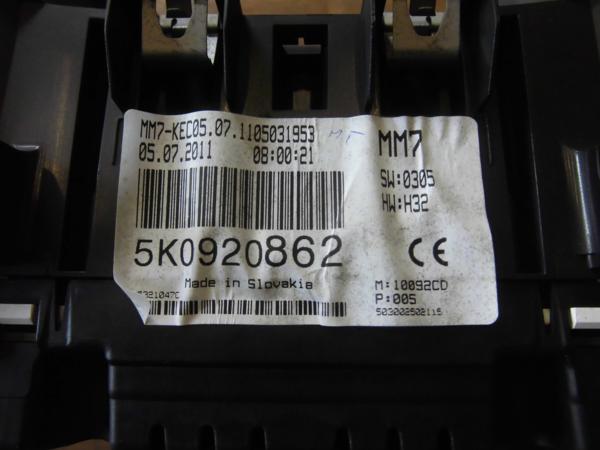 MM7-KEC05.07.1105031953
05.07.2011 08:00:21
MM7
SW:0305
HW:H32
5K0920862
CE
Made in Slovakia
M:10092CD
P:005
503002502115